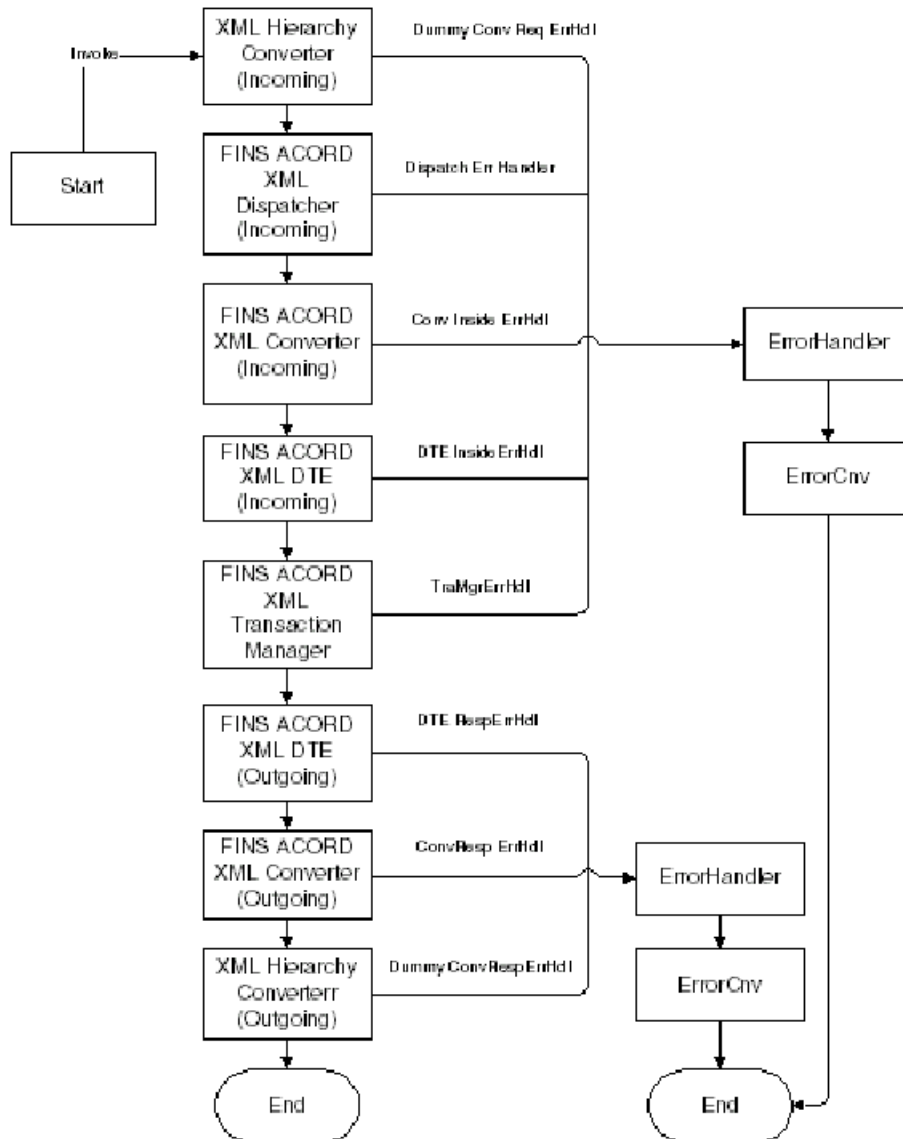 XML Hierarchy
Converter
(Incoming)
Dummy Conv Req ErrHdl
Invoke
Start
FINS ACORD
XML
Dispatcher
(Incoming)
Dispatch Err Handler
FINS ACORD
XML Converter
(Incoming)
Conv Inside ErrHdl
ErrorHandler
FINS ACORD
XML DTE
(Incoming)
DTE InsideErrHdl
ErrorCnv
FINS ACORD
XML
Transaction
Manager
TraMgrErrHdl
FINS ACORD
XML DTE
(Outgoing)
DTE RespErrHdl
FINS ACORD
XML Converter
(Outgoing)
ConvResp ErrHdl
ErrorHandler
XML Hierarchy
Converterr
(Outgoing)
DummyConvRespErrHdl
ErrorCnv
End
End